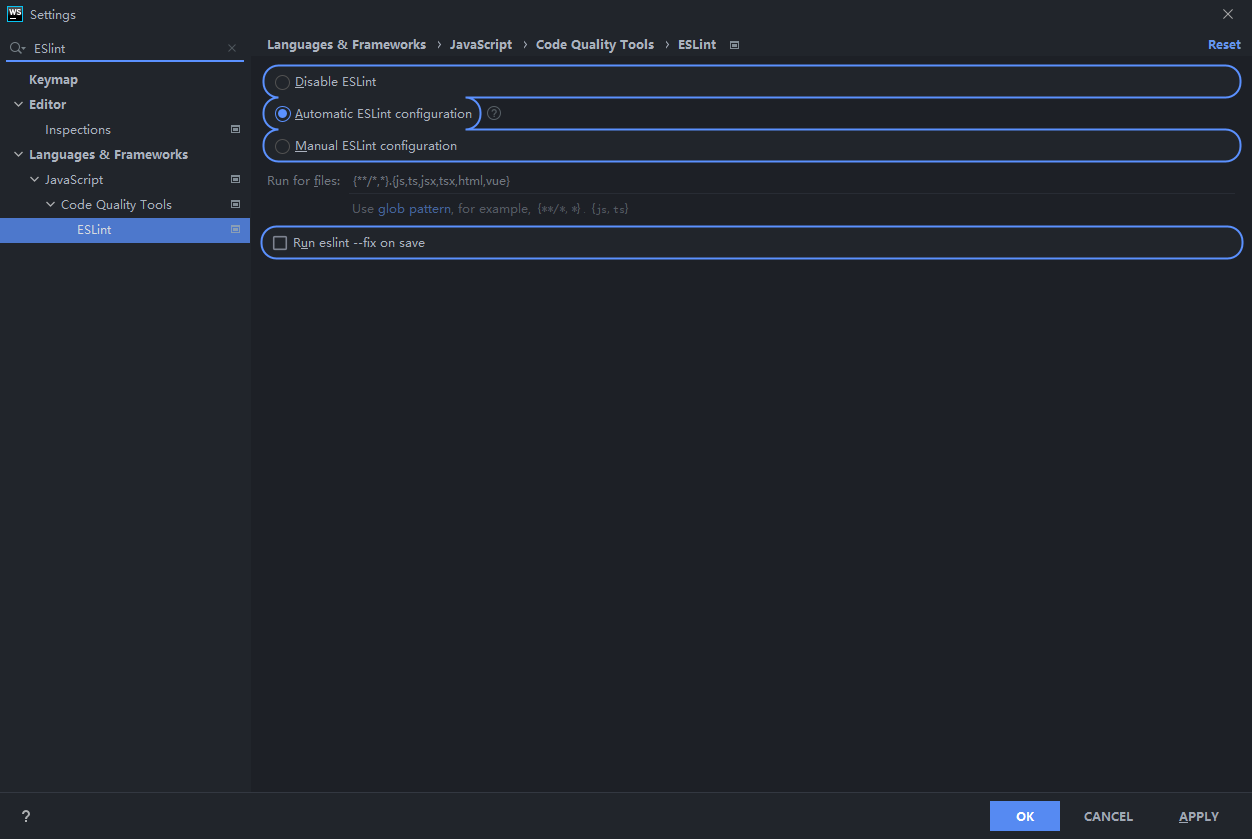 WS Settings
ESlint
Keymap
Editor
Inspections
Languages & Frameworks
JavaScript
Code Quality Tools
ESLint
Languages & Frameworks › JavaScript › Code Quality Tools › ESLint
Reset
Disable ESLint
Automatic ESLint configuration ?
Manual ESLint configuration
Run for files: {**/*,*}.{js,ts,jsx,tsx,html,vue}
Use glob pattern, for example, {**/*,*}.{js,ts}
Run eslint --fix on save
? OK CANCEL APPLY